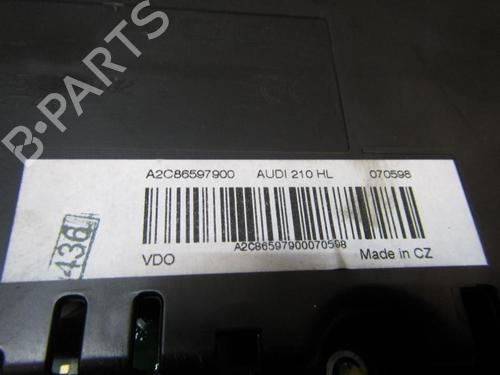 B-PARTS
A2C86597900 AUDI 210 HL 070598
A2C86597900070598
VDO Made in CZ
436